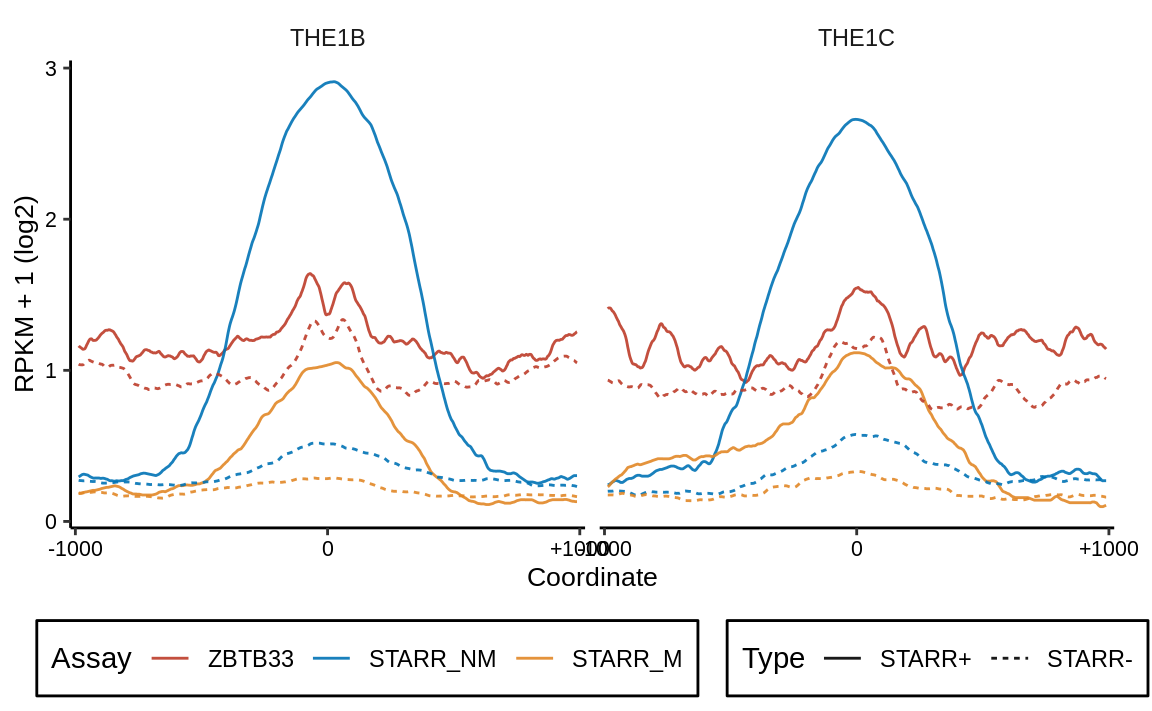 THE1B THE1C
RPKM + 1 (log2)
3
2
1
0
-1000 0 +1000 -1000 0 +1000
Coordinate
Assay ZBTB33 STARR_NM STARR_M Type STARR+ STARR-